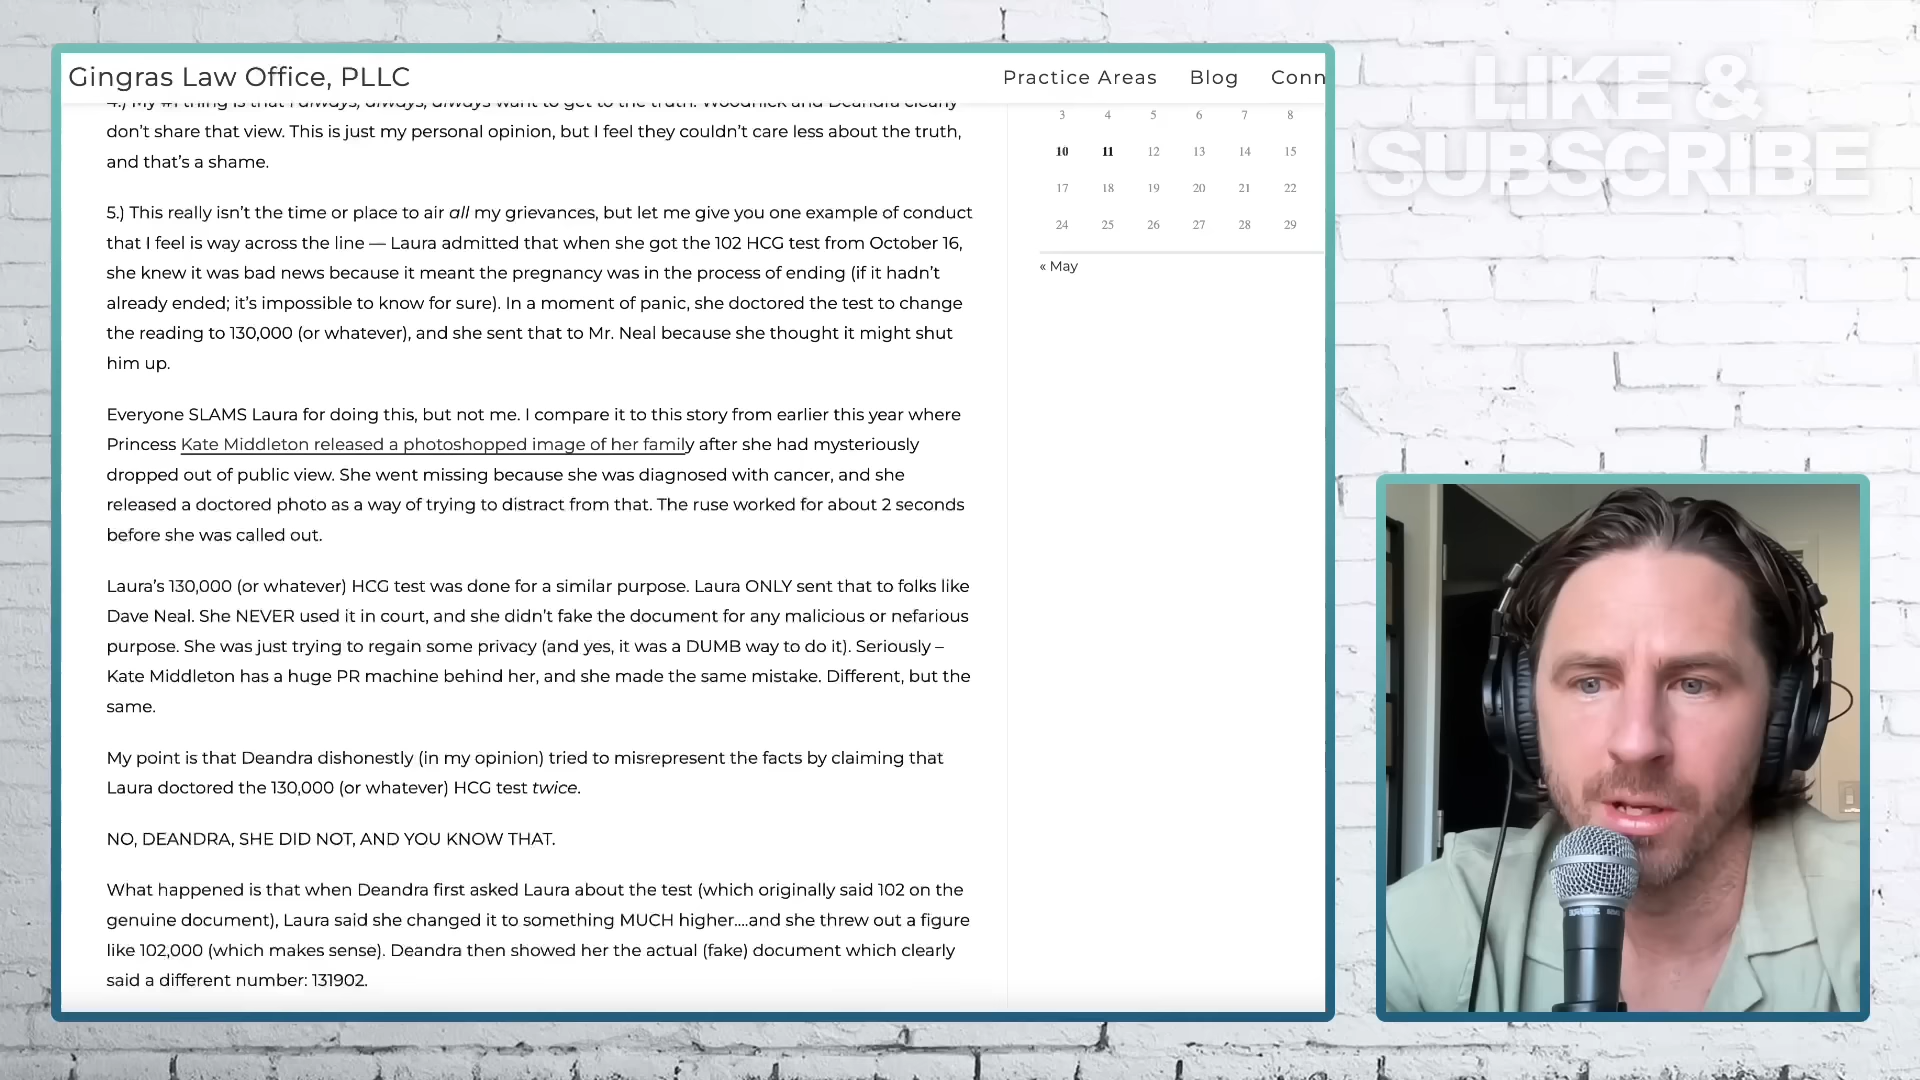 Gingras Law Office, PLLC
Practice Areas Blog Conn
4.) My #1 thing is that I always, always, always want to get to the truth. Woodnick and Deandra clearly
don’t share that view. This is just my personal opinion, but I feel they couldn’t care less about the truth,
and that’s a shame.
5.) This really isn’t the time or place to air all my grievances, but let me give you one example of conduct
that I feel is way across the line — Laura admitted that when she got the 102 HCG test from October 16,
she knew it was bad news because it meant the pregnancy was in the process of ending (if it hadn’t
already ended; it’s impossible to know for sure). In a moment of panic, she doctored the test to change
the reading to 130,000 (or whatever), and she sent that to Mr. Neal because she thought it might shut
him up.
Everyone SLAMS Laura for doing this, but not me. I compare it to this story from earlier this year where
Princess Kate Middleton released a photoshopped image of her family after she had mysteriously
dropped out of public view. She went missing because she was diagnosed with cancer, and she
released a doctored photo as a way of trying to distract from that. The ruse worked for about 2 seconds
before she was called out.
Laura’s 130,000 (or whatever) HCG test was done for a similar purpose. Laura ONLY sent that to folks like
Dave Neal. She NEVER used it in court, and she didn’t fake the document for any malicious or nefarious
purpose. She was just trying to regain some privacy (and yes, it was a DUMB way to do it). Seriously –
Kate Middleton has a huge PR machine behind her, and she made the same mistake. Different, but the
same.
My point is that Deandra dishonestly (in my opinion) tried to misrepresent the facts by claiming that
Laura doctored the 130,000 (or whatever) HCG test twice.
NO, DEANDRA, SHE DID NOT, AND YOU KNOW THAT.
What happened is that when Deandra first asked Laura about the test (which originally said 102 on the
genuine document), Laura said she changed it to something MUCH higher....and she threw out a figure
like 102,000 (which makes sense). Deandra then showed her the actual (fake) document which clearly
said a different number: 131902.
3 4 5 6 7 8
10 11 12 13 14 15
17 18 19 20 21 22
24 25 26 27 28 29
« May
LIKE &
SUBSCRIBE